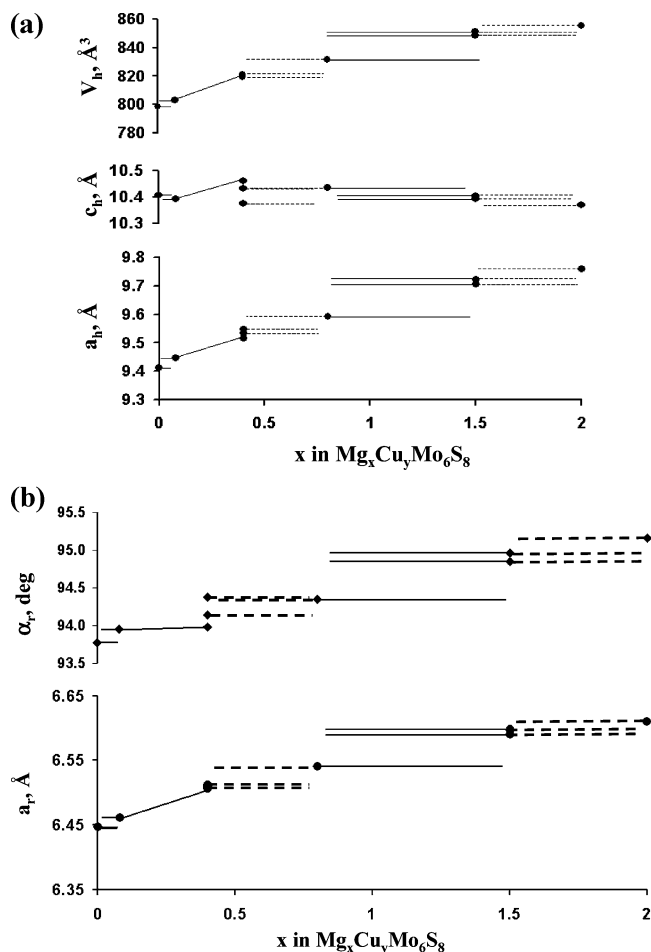 (a)
V_h, Å³
860
840
820
800
780
c_h, Å
10.5
10.4
10.3
a_h, Å
9.8
9.7
9.6
9.5
9.4
9.3
0 0.5 1 1.5 2
x in Mg_xCu_yMo_6S_8
(b)
α_r, deg
95.5
95.0
94.5
94.0
93.5
a_r, Å
6.65
6.55
6.45
6.35
0 0.5 1 1.5 2
x in Mg_xCu_yMo_6S_8